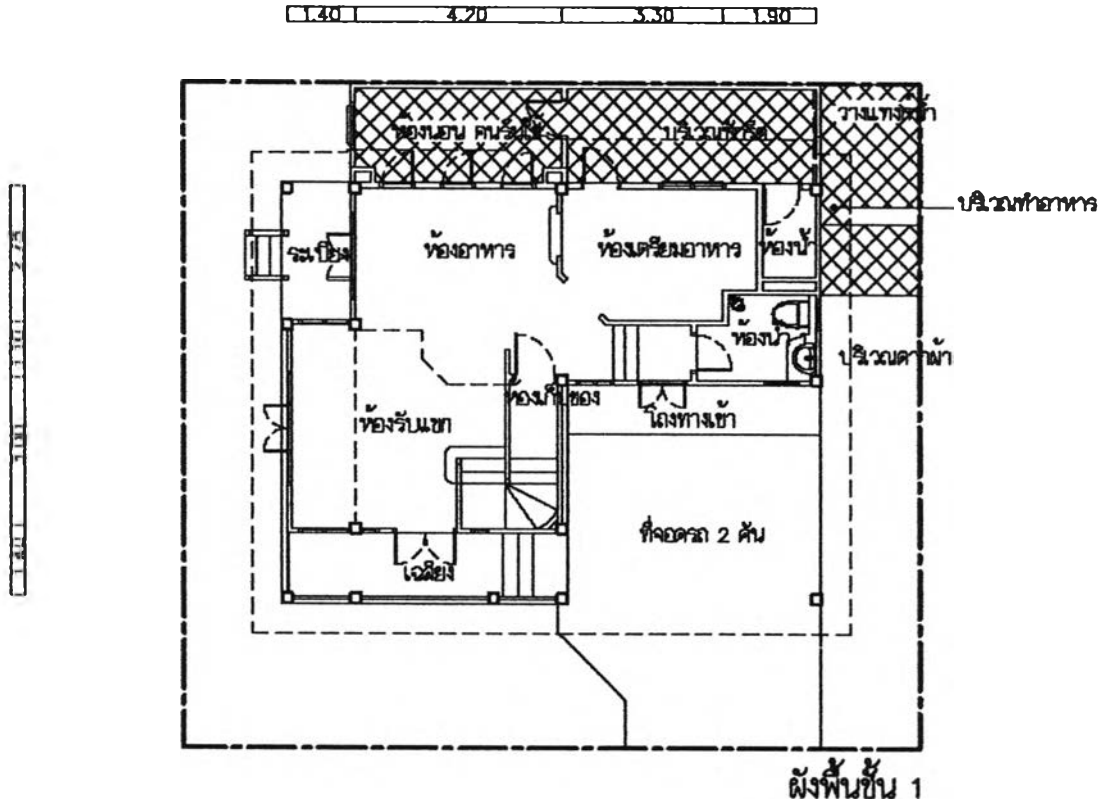 1.40 4.20 3.30 1.90
วางแทงค์น้ำ
ห้องนอน คนรับใช้
บริเวณซักรีด
บริเวณทำอาหาร
2.75
ระเบียง
ห้องอาหาร
ห้องเตรียมอาหาร
ห้องน้ำ
ห้องน้ำ
บริเวณตากผ้า
ห้องเก็บของ
ห้องรับแขก
โถงทางเข้า
ที่จอดรถ 2 คัน
เฉลียง
1.40
ผังพื้นชั้น 1